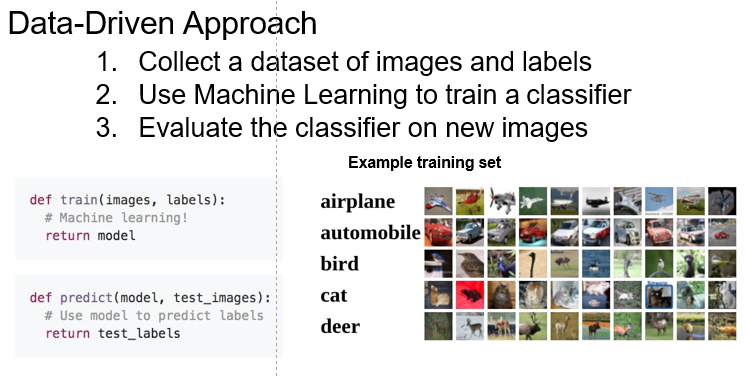 Data-Driven Approach
1. Collect a dataset of images and labels
2. Use Machine Learning to train a classifier
3. Evaluate the classifier on new images
Example training set
def train(images, labels):
# Machine learning!
return model
def predict(model, test_images):
# Use model to predict labels
return test_labels
airplane
automobile
bird
cat
deer